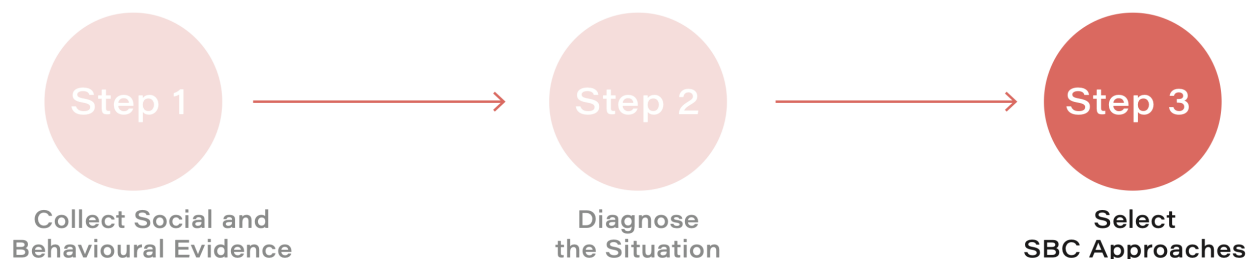 Step 1
Step 2
Step 3
Collect Social and
Behavioural Evidence
Diagnose
the Situation
Select
SBC Approaches